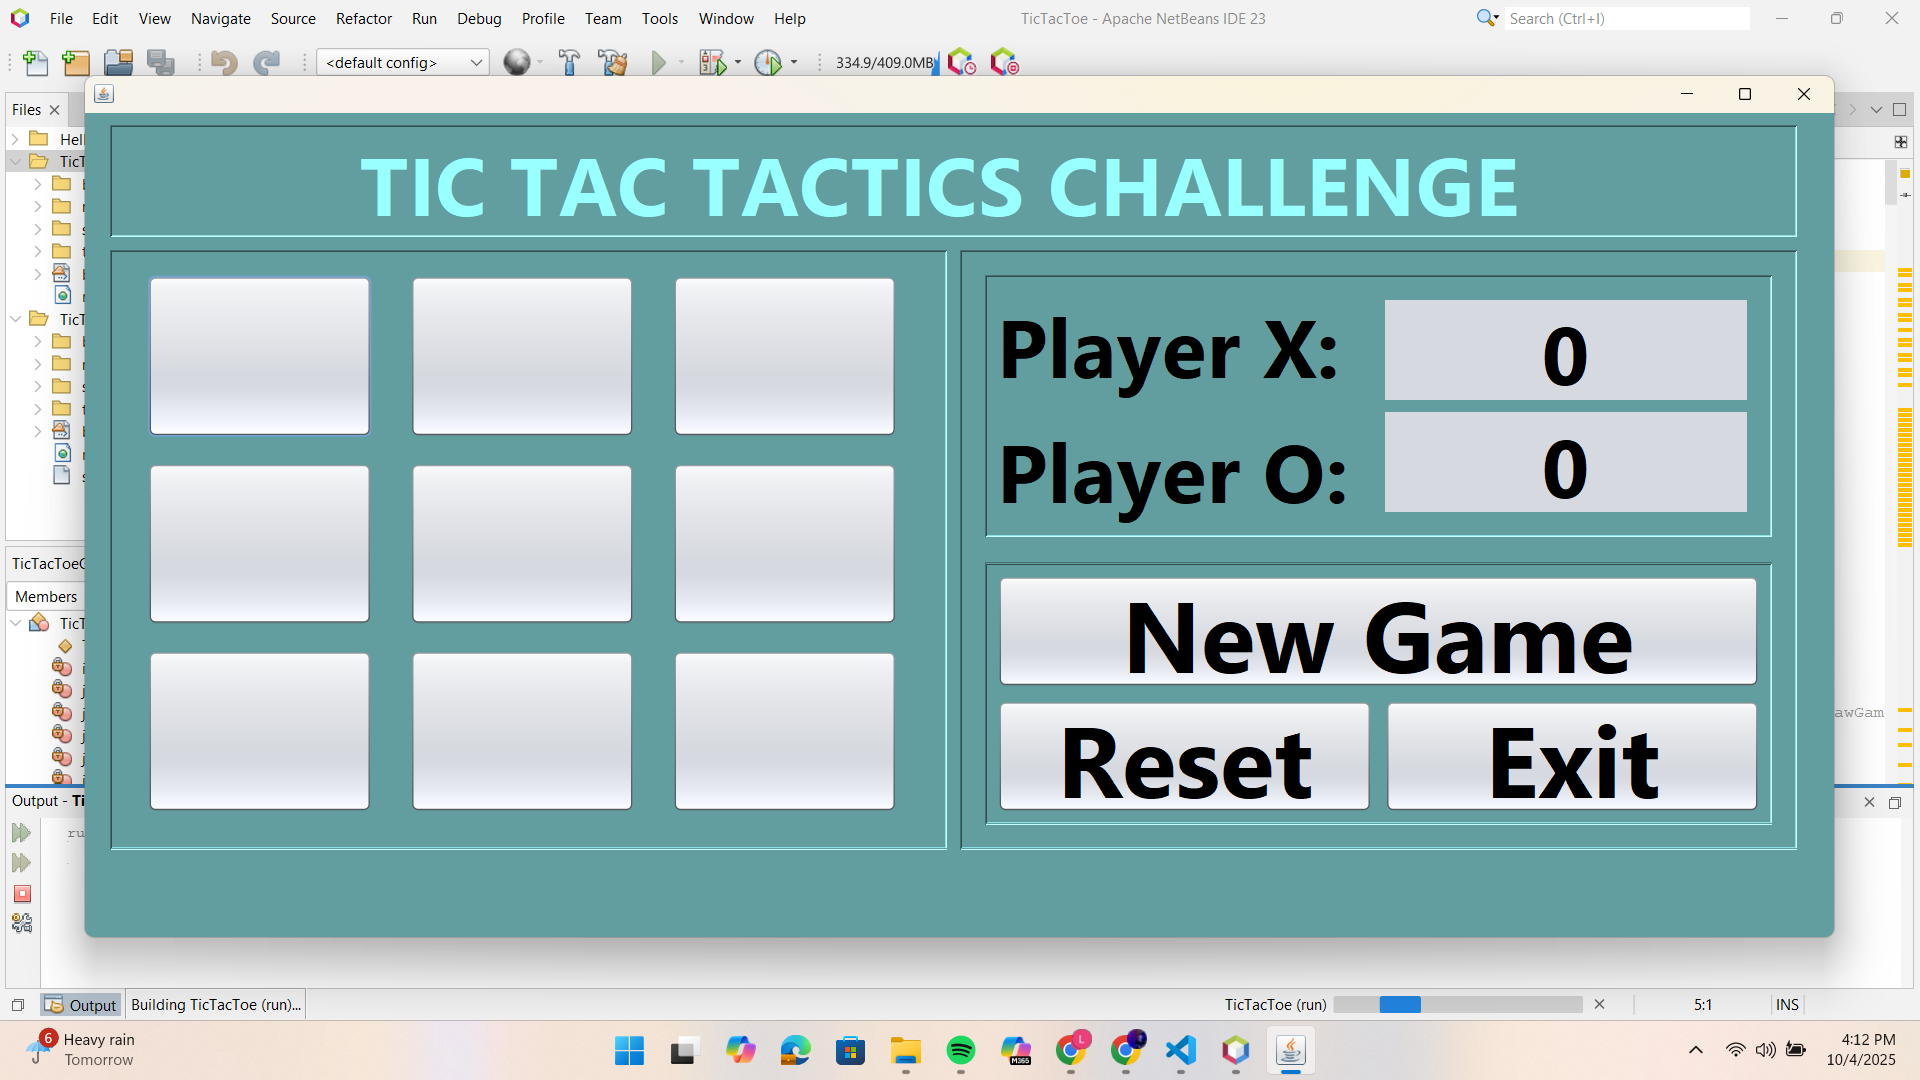 File Edit View Navigate Source Refactor Run Debug Profile Team Tools Window Help
TicTacToe - Apache NetBeans IDE 23
Search (Ctrl+I)
<default config>
334.9/409.0MB
Files
Hell
TicT
TicT
TicTacToeG
Members
TicT
TIC TAC TACTICS CHALLENGE
Player X:
0
Player O:
0
New Game
Reset
Exit
awGam
Output - Ti
ru
Output
Building TicTacToe (run)...
TicTacToe (run)
5:1
INS
6
Heavy rain
Tomorrow
M365
L
4:12 PM
10/4/2025